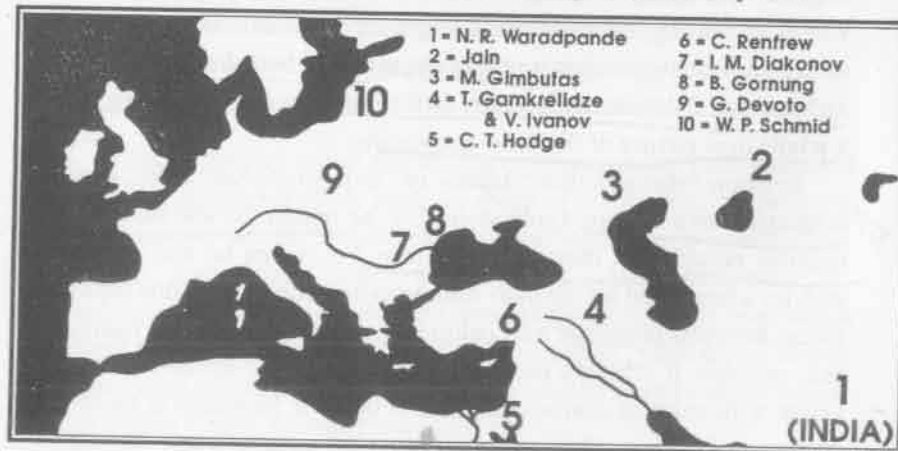 1 = N. R. Waradpande
2 = Jain
3 = M. Gimbutas
4 = T. Gamkrelidze
& V. Ivanov
5 = C. T. Hodge
6 = C. Renfrew
7 = I. M. Diakonov
8 = B. Gornung
9 = G. Devoto
10 = W. P. Schmid
10
9
8
7
3
2
6
4
5
1
(INDIA)